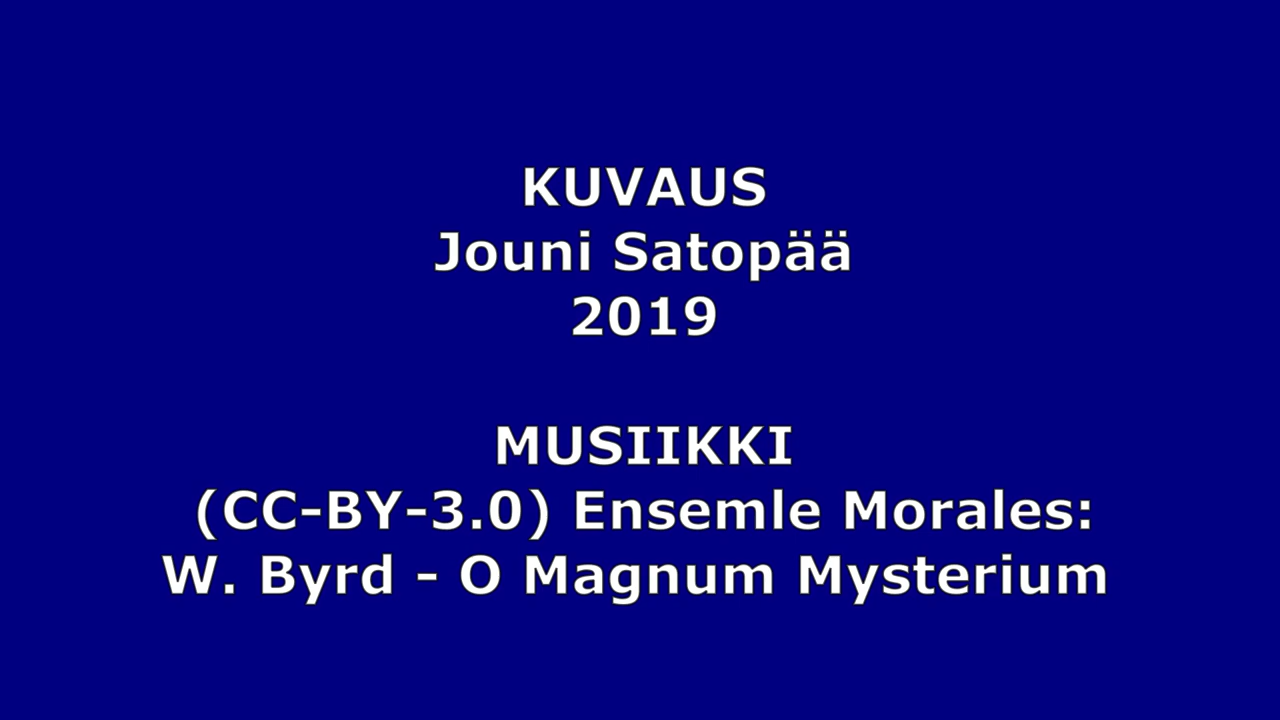 KUVAUS
Jouni Satopää
2019
MUSIIKKI
(CC-BY-3.0) Ensemle Morales:
W. Byrd - O Magnum Mysterium